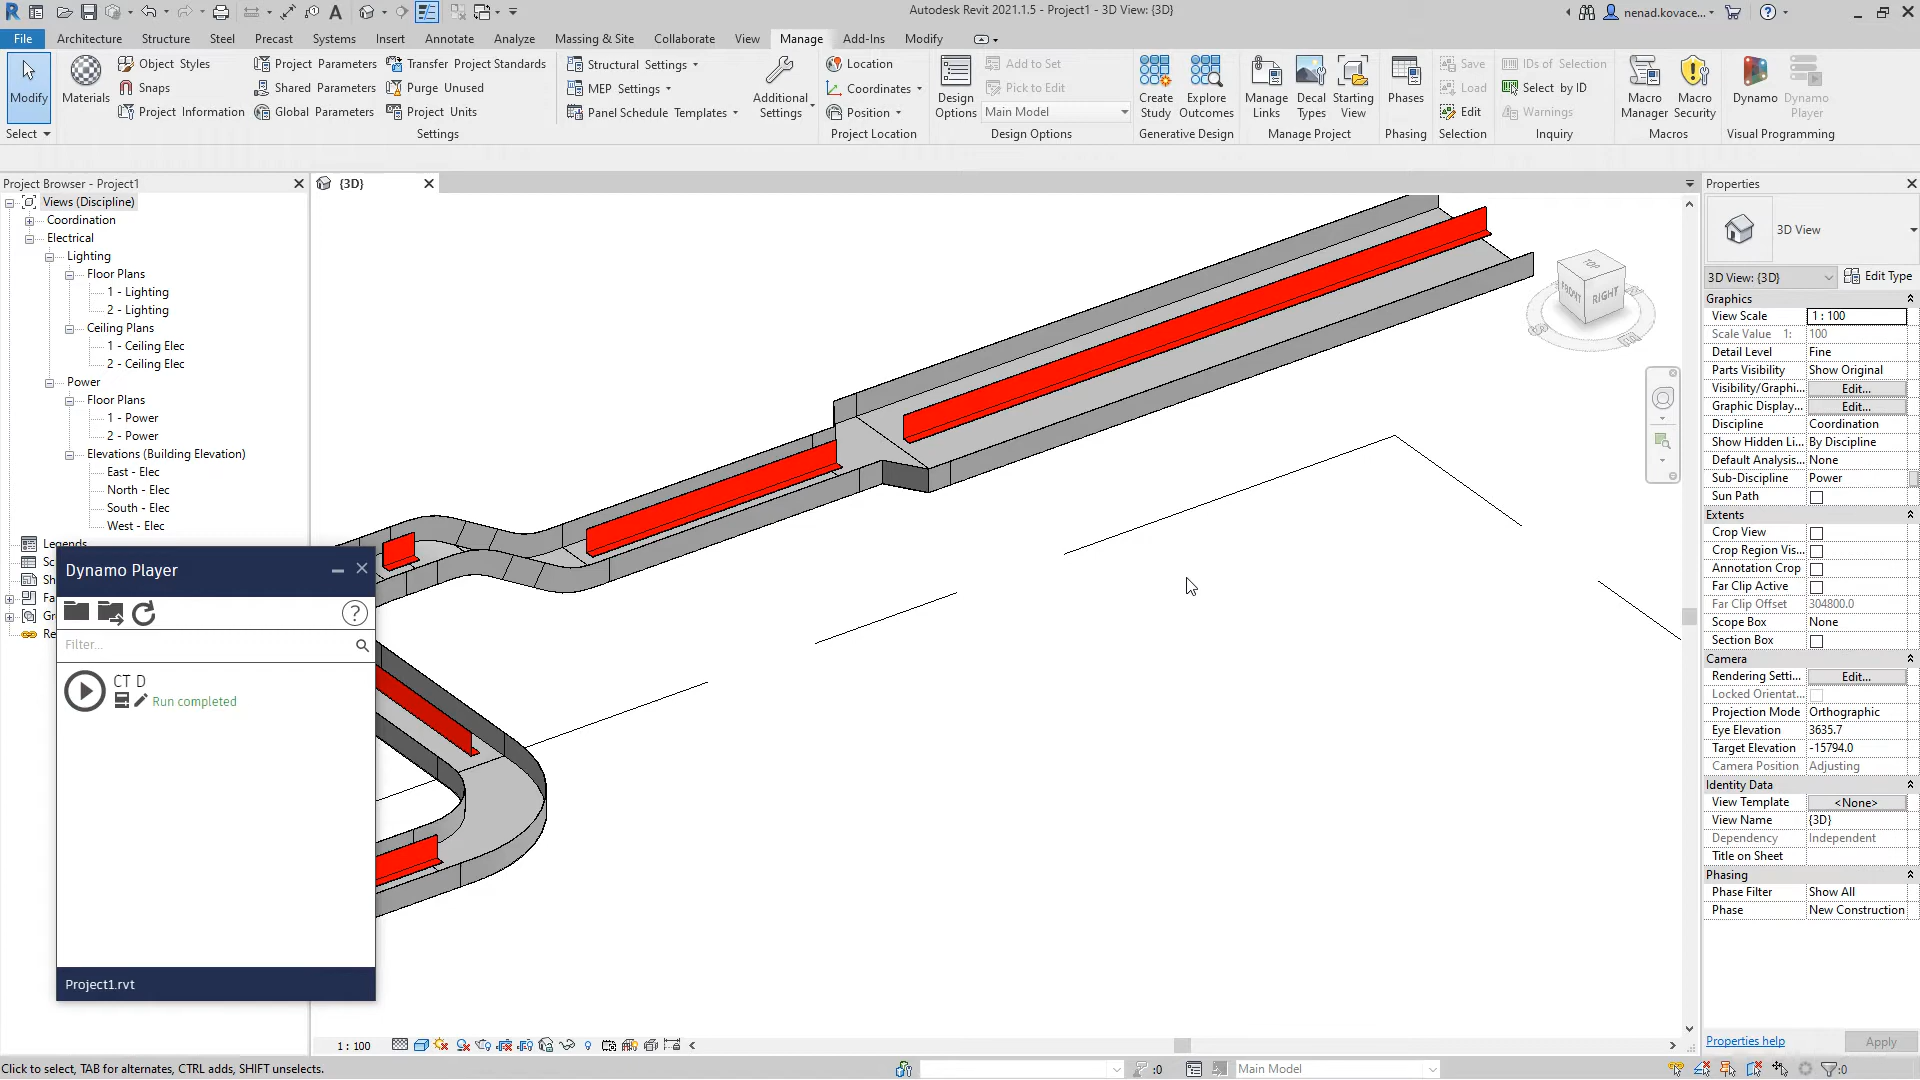 Autodesk Revit 2021.1.5 - Project1 - 3D View: {3D}
nenad.kovace...
File Architecture Structure Steel Precast Systems Insert Annotate Analyze Massing & Site Collaborate View Manage Add-Ins Modify
Modify
Select
Materials
Object Styles
Snaps
Project Information
Project Parameters
Shared Parameters
Global Parameters
Transfer Project Standards
Purge Unused
Project Units
Settings
Structural Settings
MEP Settings
Panel Schedule Templates
Additional
Settings
Location
Coordinates
Position
Project Location
Design
Options
Add to Set
Pick to Edit
Main Model
Design Options
Create
Study
Explore
Outcomes
Generative Design
Manage
Links
Decal
Types
Starting
View
Manage Project
Phases
Phasing
Save
Load
Edit
Selection
IDs of Selection
Select by ID
Warnings
Inquiry
Macro
Manager
Macro
Security
Macros
Dynamo
Dynamo
Player
Visual Programming
Project Browser - Project1
Views (Discipline)
Coordination
Electrical
Lighting
Floor Plans
1 - Lighting
2 - Lighting
Ceiling Plans
1 - Ceiling Elec
2 - Ceiling Elec
Power
Floor Plans
1 - Power
2 - Power
Elevations (Building Elevation)
East - Elec
North - Elec
South - Elec
West - Elec
Legends
Sc
Sh
Fa
Gr
Re
Dynamo Player
Filter...
CT D
Run completed
Project1.rvt
{3D}
TOP
FRONT
RIGHT
1 : 100
Properties
3D View
3D View: {3D}
Edit Type
Graphics
View Scale 1 : 100
Scale Value 1: 100
Detail Level Fine
Parts Visibility Show Original
Visibility/Graphi... Edit...
Graphic Display... Edit...
Discipline Coordination
Show Hidden Li... By Discipline
Default Analysis... None
Sub-Discipline Power
Sun Path
Extents
Crop View
Crop Region Vis...
Annotation Crop
Far Clip Active
Far Clip Offset 304800.0
Scope Box None
Section Box
Camera
Rendering Setti... Edit...
Locked Orientat...
Projection Mode Orthographic
Eye Elevation 3635.7
Target Elevation -15794.0
Camera Position Adjusting
Identity Data
View Template <None>
View Name {3D}
Dependency Independent
Title on Sheet
Phasing
Phase Filter Show All
Phase New Construction
Properties help
Apply
Click to select, TAB for alternates, CTRL adds, SHIFT unselects.
:0
Main Model
:0